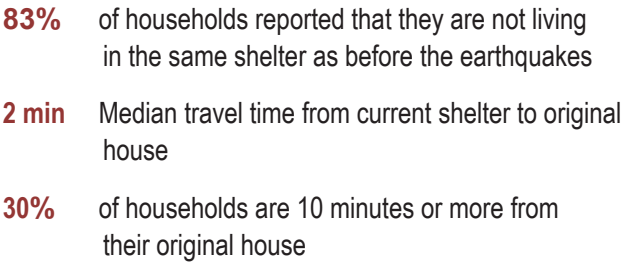 83% of households reported that they are not living
in the same shelter as before the earthquakes
2 min Median travel time from current shelter to original
house
30% of households are 10 minutes or more from
their original house